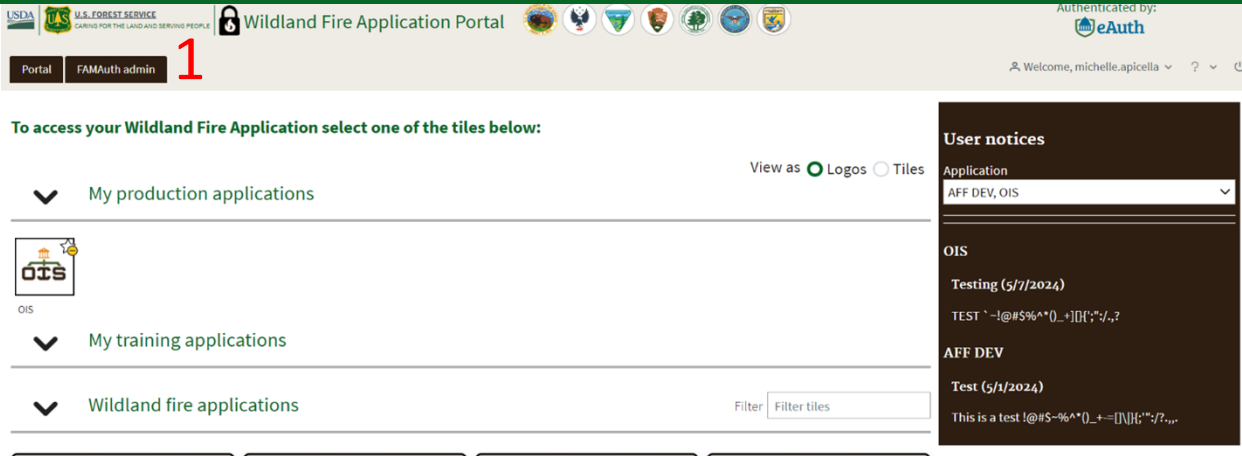 USDA UAS U.S. FOREST SERVICE
CARING FOR THE LAND AND SERVING PEOPLE
Wildland Fire Application Portal
Authenticated by:
eAuth
Portal FAMAuth admin 1
Welcome, michelle.apicella ?
To access your Wildland Fire Application select one of the tiles below:
View as Logos Tiles
My production applications
OIS
OIS
My training applications
Wildland fire applications
Filter Filter tiles
User notices
Application
AFF DEV, OIS
OIS
Testing (5/7/2024)
TEST `~!@#$%^*()_+][}{';":/.,?
AFF DEV
Test (5/1/2024)
This is a test !@#$~%^*()_+-=[]\[}{;'":/?.,,.